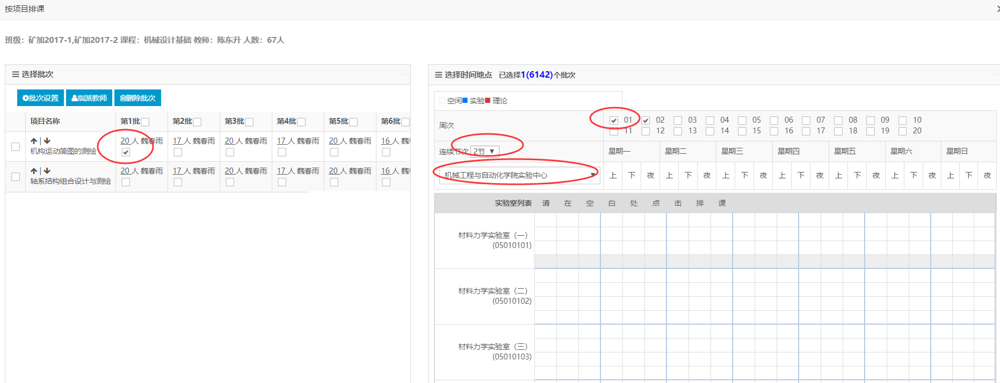 按项目排课
班级：矿加2017-1,矿加2017-2 课程：机械设计基础 教师：陈东升 人数：67人
选择批次
批次设置 指派教师 删除批次
项目名称 第1批 第2批 第3批 第4批 第5批 第6批
| 20 人 魏春雨 17 人 魏春雨 20 人 魏春雨 17 人 魏春雨 20 人 魏春雨 16 人 魏
机构运动简图的测绘
| 20 人 魏春雨 17 人 魏春雨 20 人 魏春雨 17 人 魏春雨 20 人 魏春雨 16 人 魏
轴系结构组合设计与测绘
选择时间地点 已选择1(6142)个批次
空闲 实验 理论
周次 01 02 03 04 05 06 07 08 09 10
11 12 13 14 15 16 17 18 19 20
连续节次 2节 星期一 星期二 星期三 星期四 星期五 星期六 星期日
机械工程与自动化学院实验中心 上 下 夜 上 下 夜 上 下 夜 上 下 夜 上 下 夜 上 下 夜 上 下 夜
实验室列表 请 在 空 白 处 点 击 排 课
材料力学实验室（一）
(05010101)
材料力学实验室（二）
(05010102)
材料力学实验室（三）
(05010103)